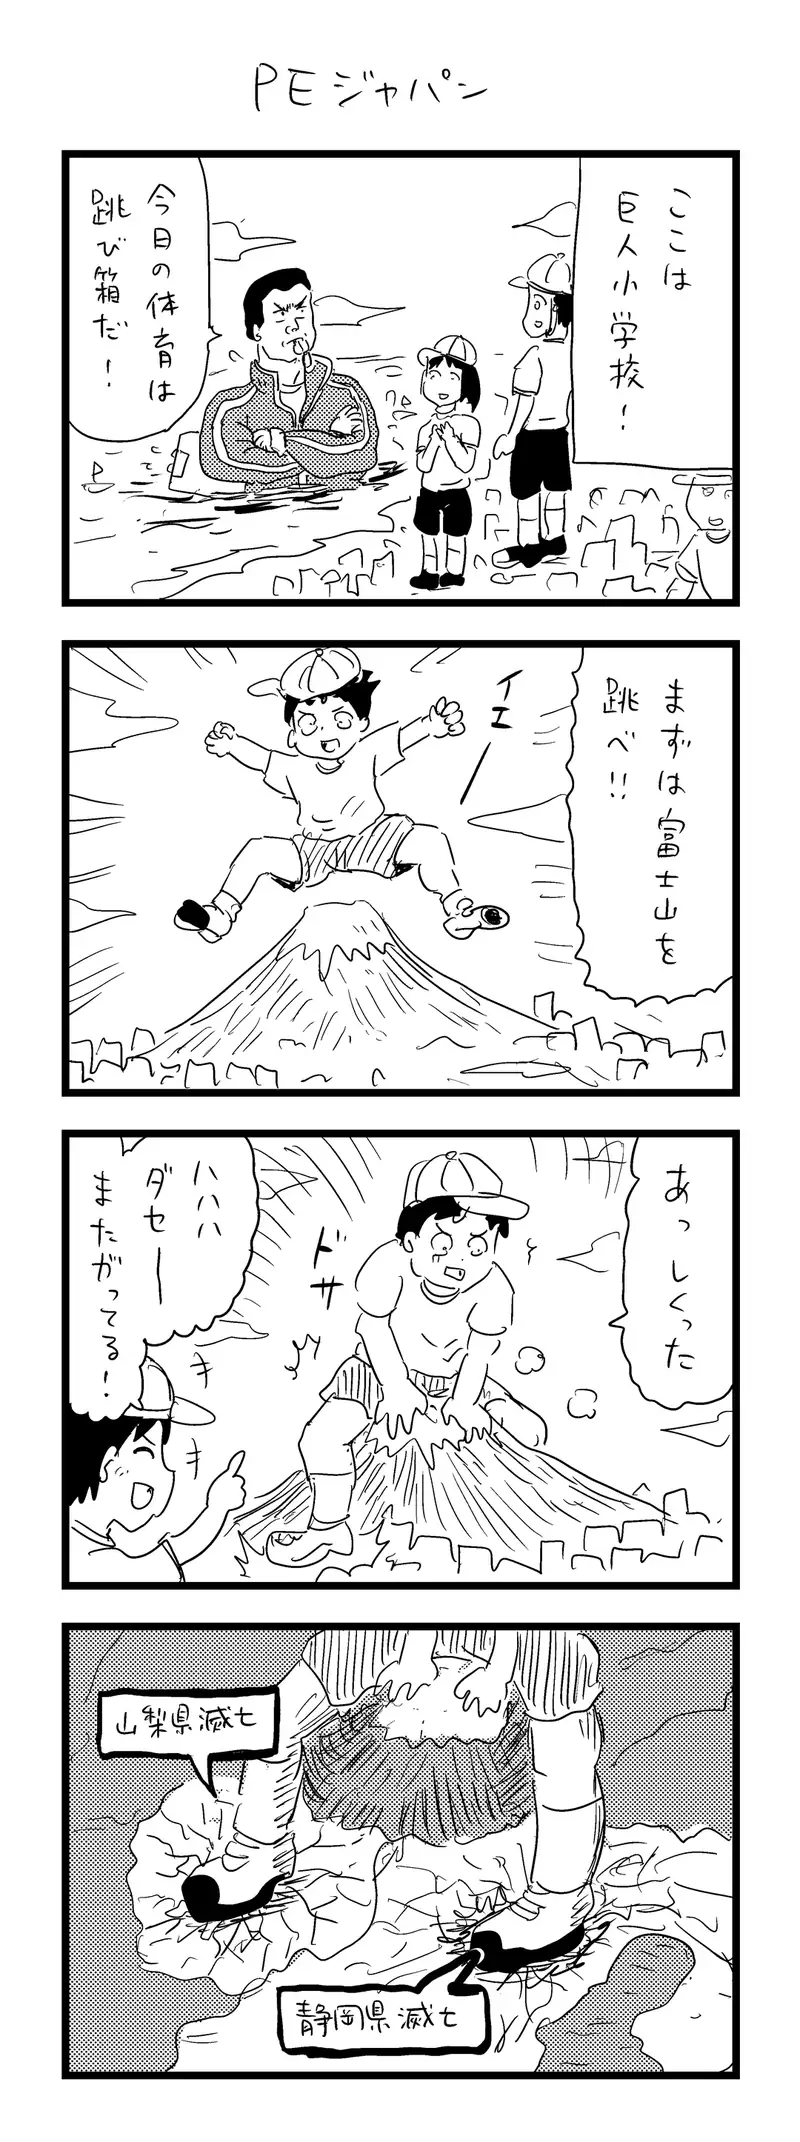 PEジャパン
ここは
巨人小学校！
今日の体育は
跳び箱だ！
まずは富士山を
跳べ!!
イエー
あっしくった
ドサ
ハハハ
ダセー
またがってる！
山梨県滅亡
静岡県滅亡